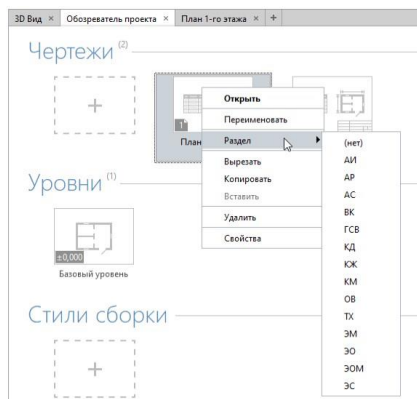 3D Вид × Обозреватель проекта × План 1-го этажа × +
Чертежи (2)
1
План
Открыть
Переименовать
Раздел
Вырезать
Копировать
Вставить
Удалить
Свойства
(нет)
АИ
АР
АС
ВК
ГСВ
КД
КЖ
КМ
ОВ
ТХ
ЭМ
ЭО
ЭОМ
ЭС
Уровни (1)
±0,000
Базовый уровень
Стили сборки